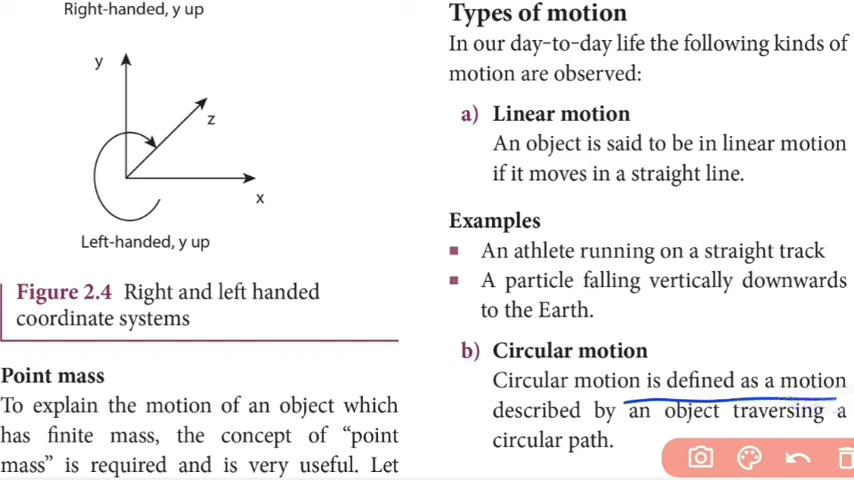 Right-handed, y up
y
z
x
Left-handed, y up
Figure 2.4 Right and left handed
coordinate systems
Point mass
To explain the motion of an object which
has finite mass, the concept of “point
mass” is required and is very useful. Let
Types of motion
In our day-to-day life the following kinds of
motion are observed:
a) Linear motion
An object is said to be in linear motion
if it moves in a straight line.
Examples
An athlete running on a straight track
A particle falling vertically downwards
to the Earth.
b) Circular motion
Circular motion is defined as a motion
described by an object traversing a
circular path.